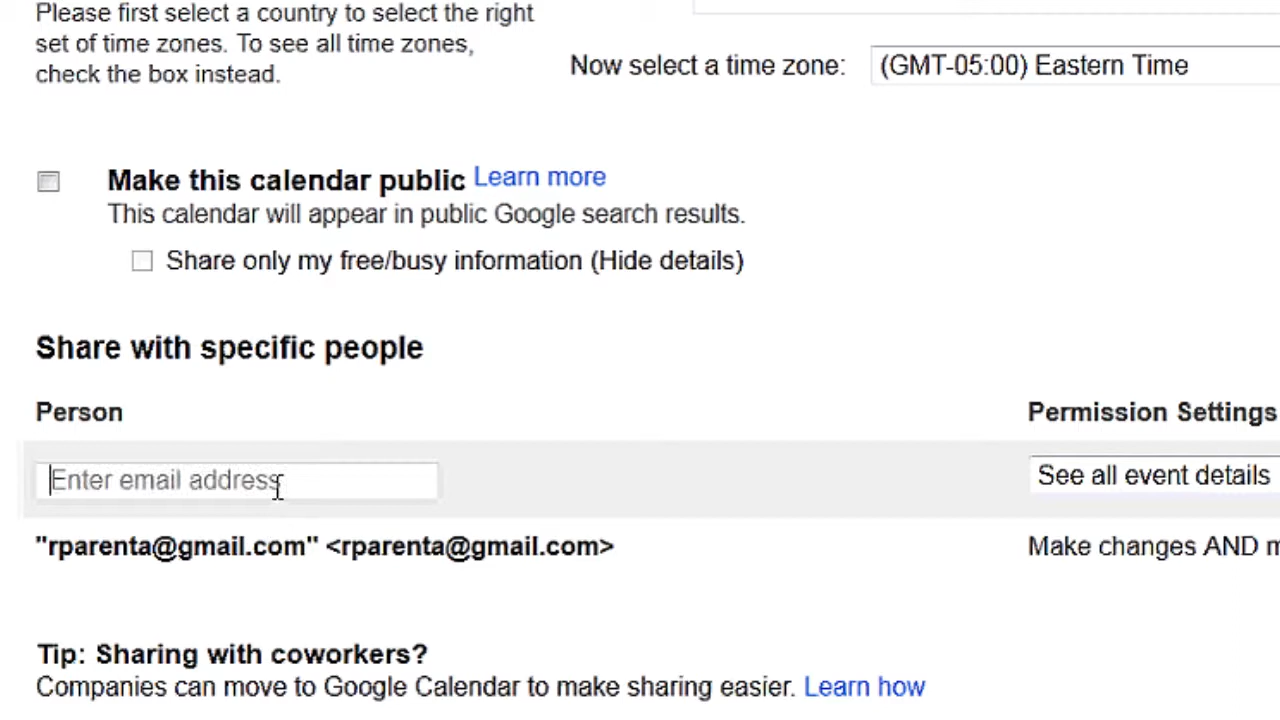 Please first select a country to select the right
set of time zones. To see all time zones,
check the box instead.
Now select a time zone: (GMT-05:00) Eastern Time
Make this calendar public Learn more
This calendar will appear in public Google search results.
Share only my free/busy information (Hide details)
Share with specific people
Person Permission Settings
Enter email address See all event details
"rparenta@gmail.com" <rparenta@gmail.com> Make changes AND m
Tip: Sharing with coworkers?
Companies can move to Google Calendar to make sharing easier. Learn how